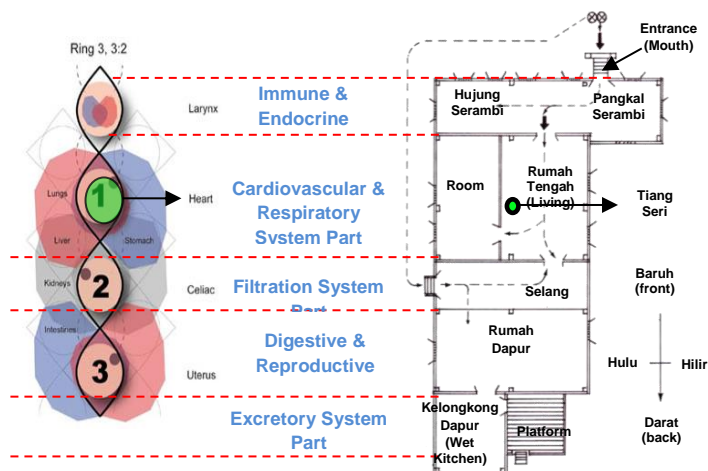 Ring 3, 3:2
Larynx
Lungs
1
Heart
Liver
Stomach
Kidneys
2
Celiac
Intestines
3
Uterus
Immune &
Endocrine
Cardiovascular &
Respiratory
System Part
Filtration System
Part
Digestive &
Reproductive
Excretory System
Part
Entrance
(Mouth)
Hujung
Serambi
Pangkal
Serambi
Room
Rumah
Tengah
(Living)
Tiang
Seri
Selang
Rumah
Dapur
Kelongkong
Dapur
(Wet
Kitchen)
Platform
Baruh
(front)
Hulu
Hilir
Darat
(back)